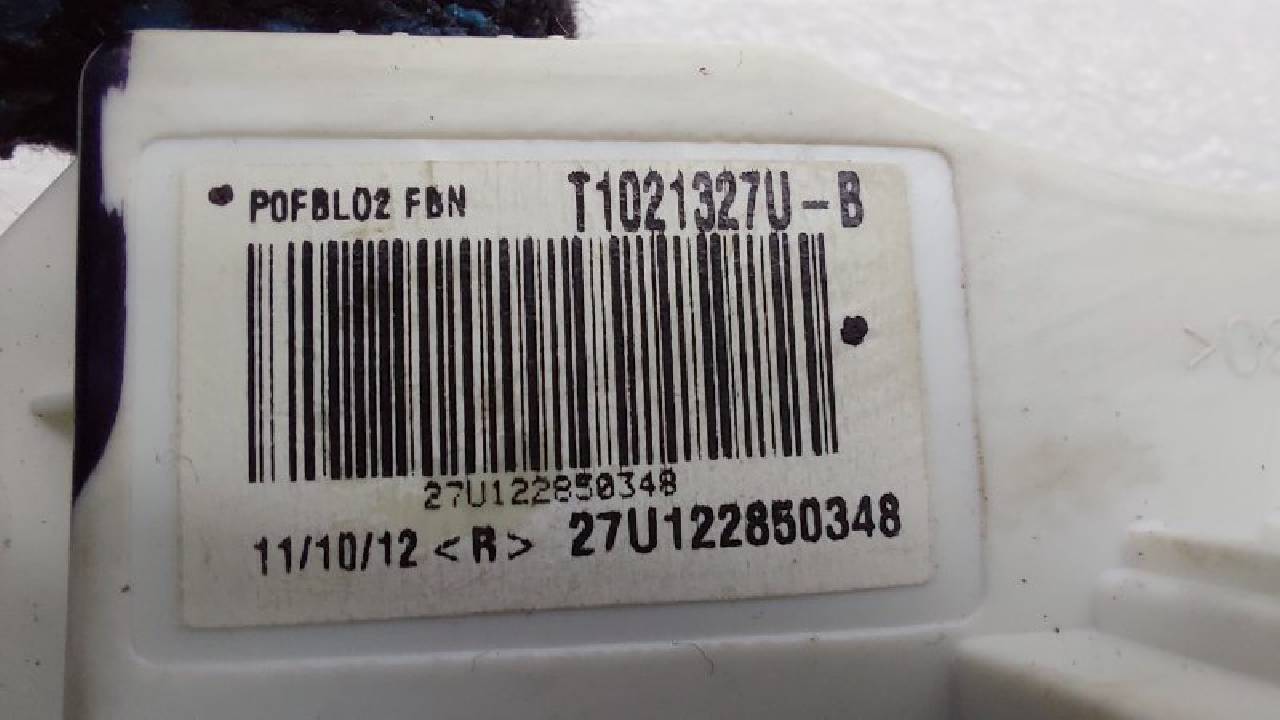 P0FBL02 FBN T1021327U-B
27U122850348
11/10/12 <R> 27U122850348